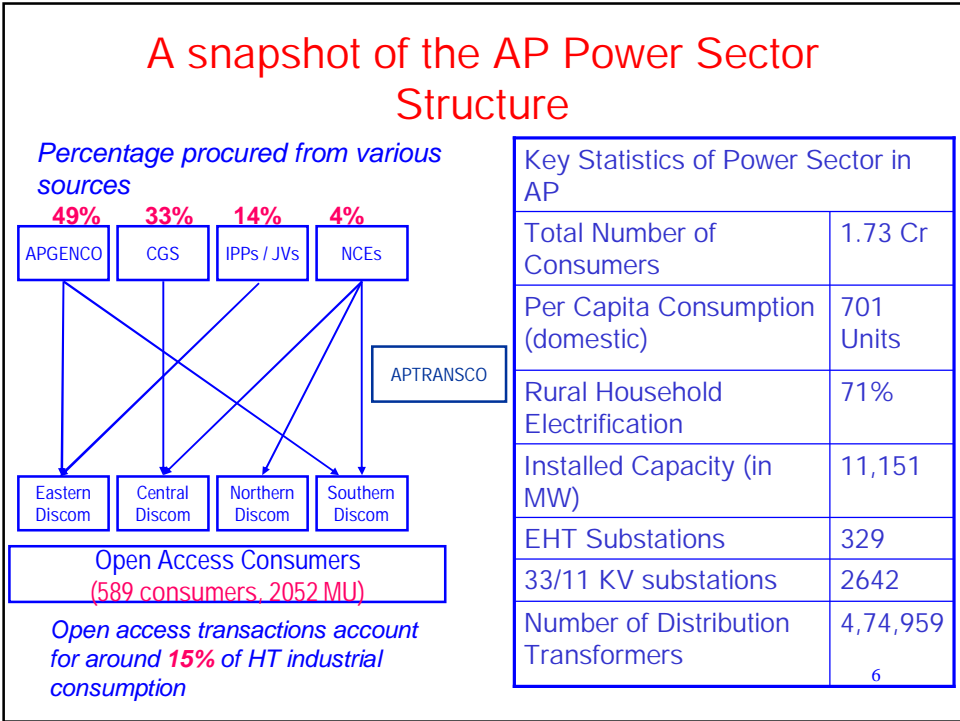 A snapshot of the AP Power Sector
Structure
Percentage procured from various
sources
49% 33% 14% 4%
APGENCO CGS IPPs / JVs NCEs
APTRANSCO
Eastern Discom
Central Discom
Northern Discom
Southern Discom
Open Access Consumers
(589 consumers, 2052 MU)
Open access transactions account
for around 15% of HT industrial
consumption
Key Statistics of Power Sector in
AP
Total Number of
Consumers
1.73 Cr
Per Capita Consumption
(domestic)
701
Units
Rural Household
Electrification
71%
Installed Capacity (in
MW)
11,151
EHT Substations
329
33/11 KV substations
2642
Number of Distribution
Transformers
4,74,959
6